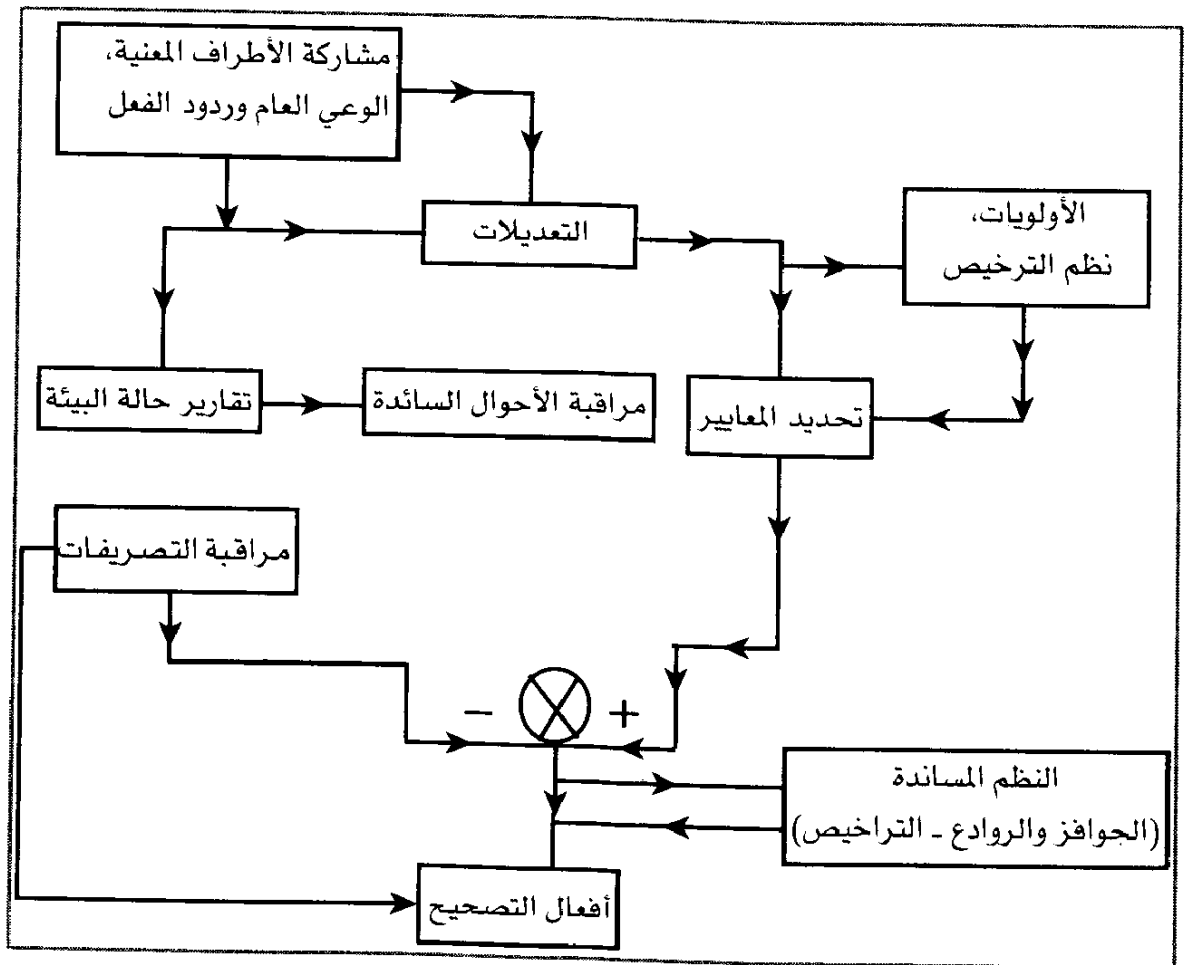 مشاركة الأطراف المعنية،
الوعي العام وردود الفعل
الأولويات،
نظم الترخيص
التعديلات
تقارير حالة البيئة
مراقبة الأحوال السائدة
تحديد المعايير
مراقبة التصريفات
− +
النظم المساندة
(الجوافز والروادع ـ التراخيص)
أفعال التصحيح